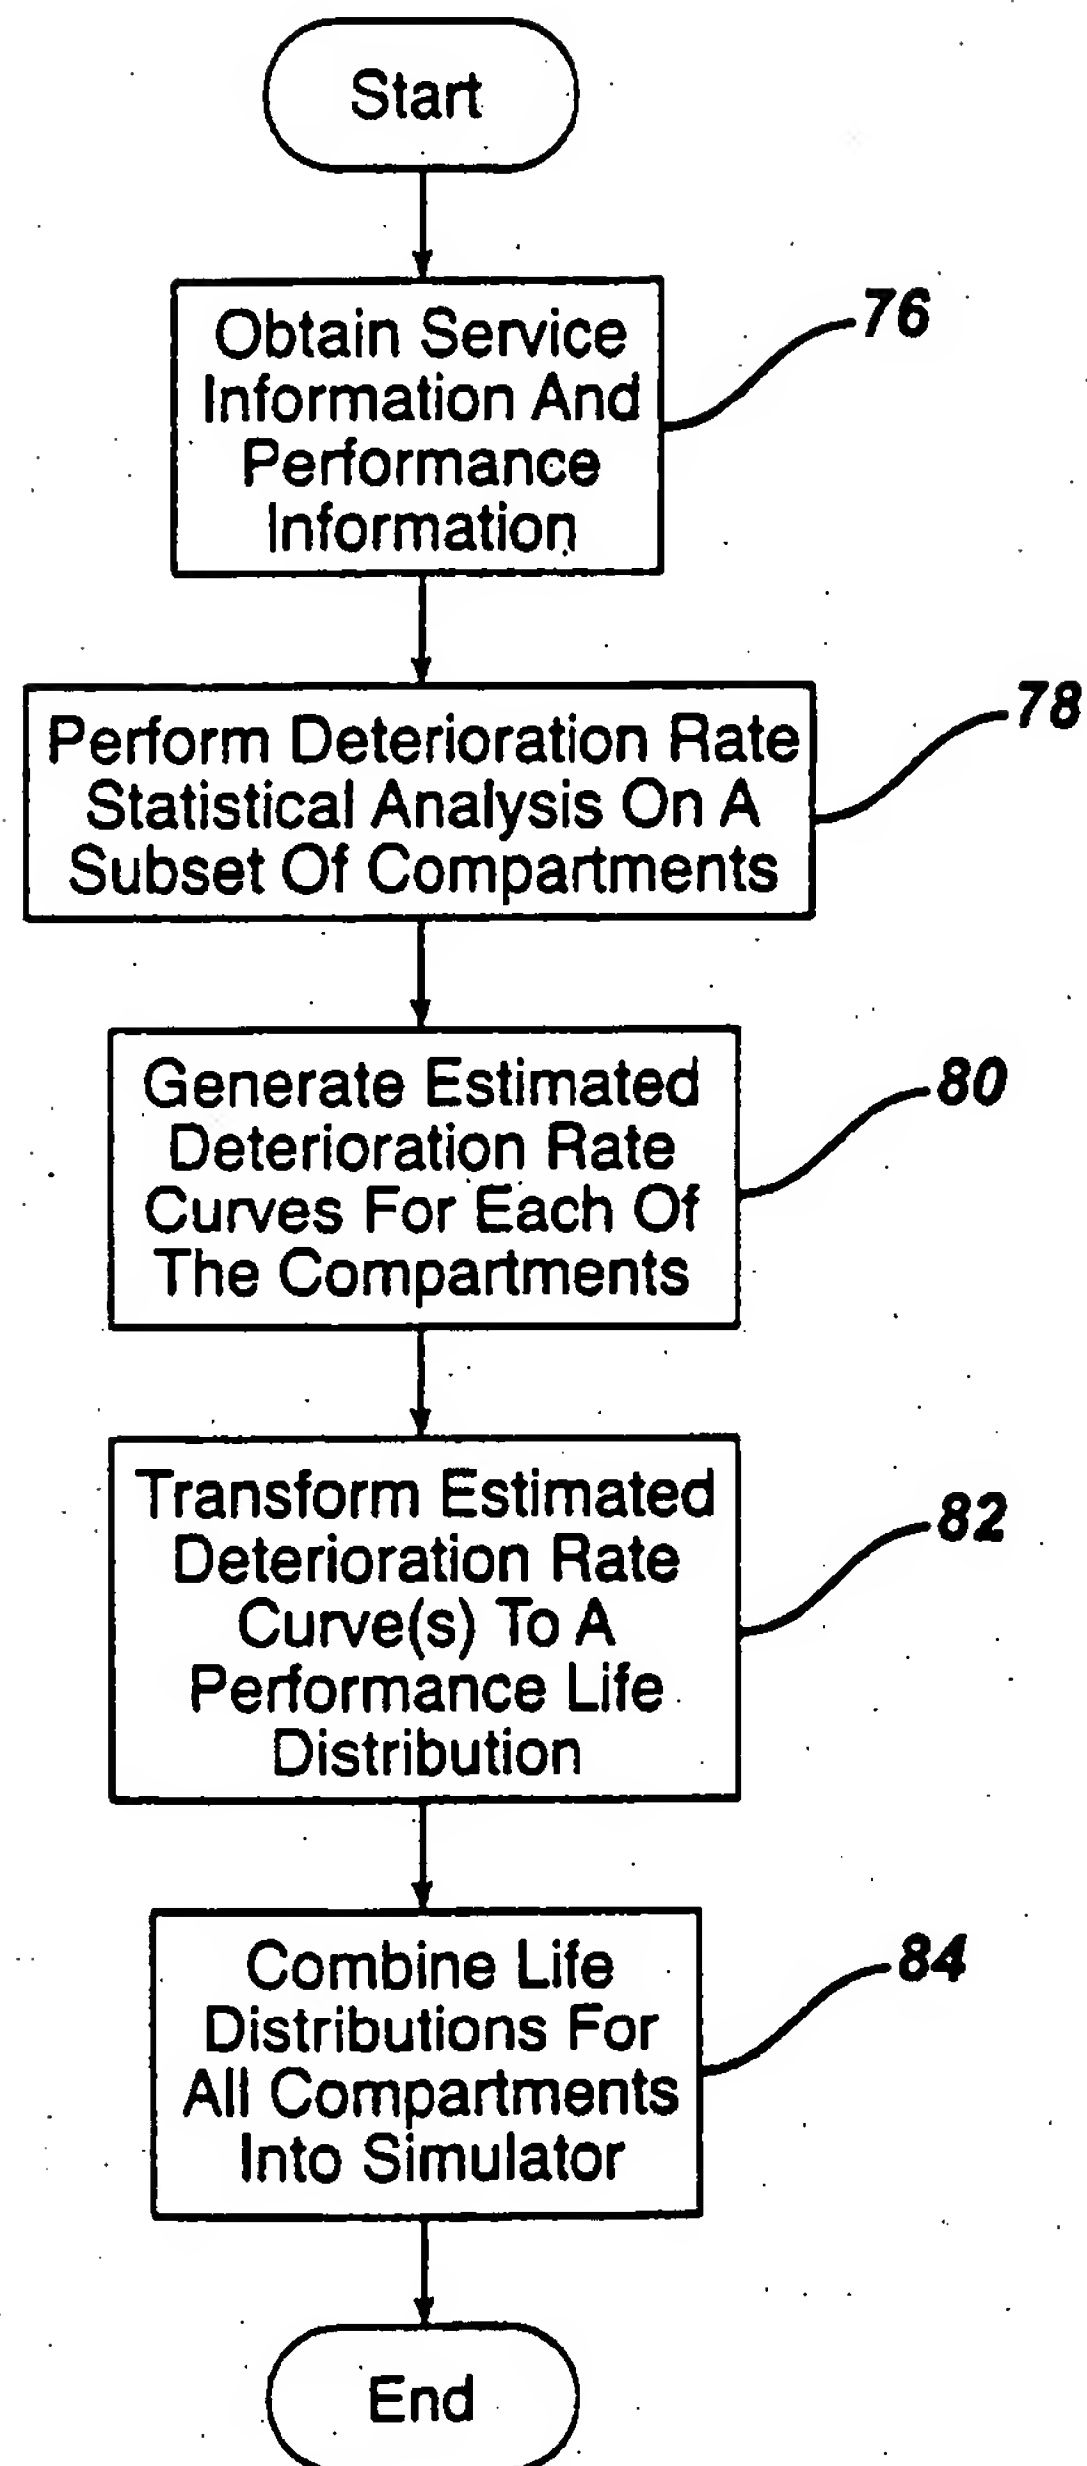 Start
Obtain Service
Information And
Performance
Information
76
Perform Deterioration Rate
Statistical Analysis On A
Subset Of Compartments
78
Generate Estimated
Deterioration Rate
Curves For Each Of
The Compartments
80
Transform Estimated
Deterioration Rate
Curve(s) To A
Performance Life
Distribution
82
Combine Life
Distributions For
All Compartments
Into Simulator
84
End